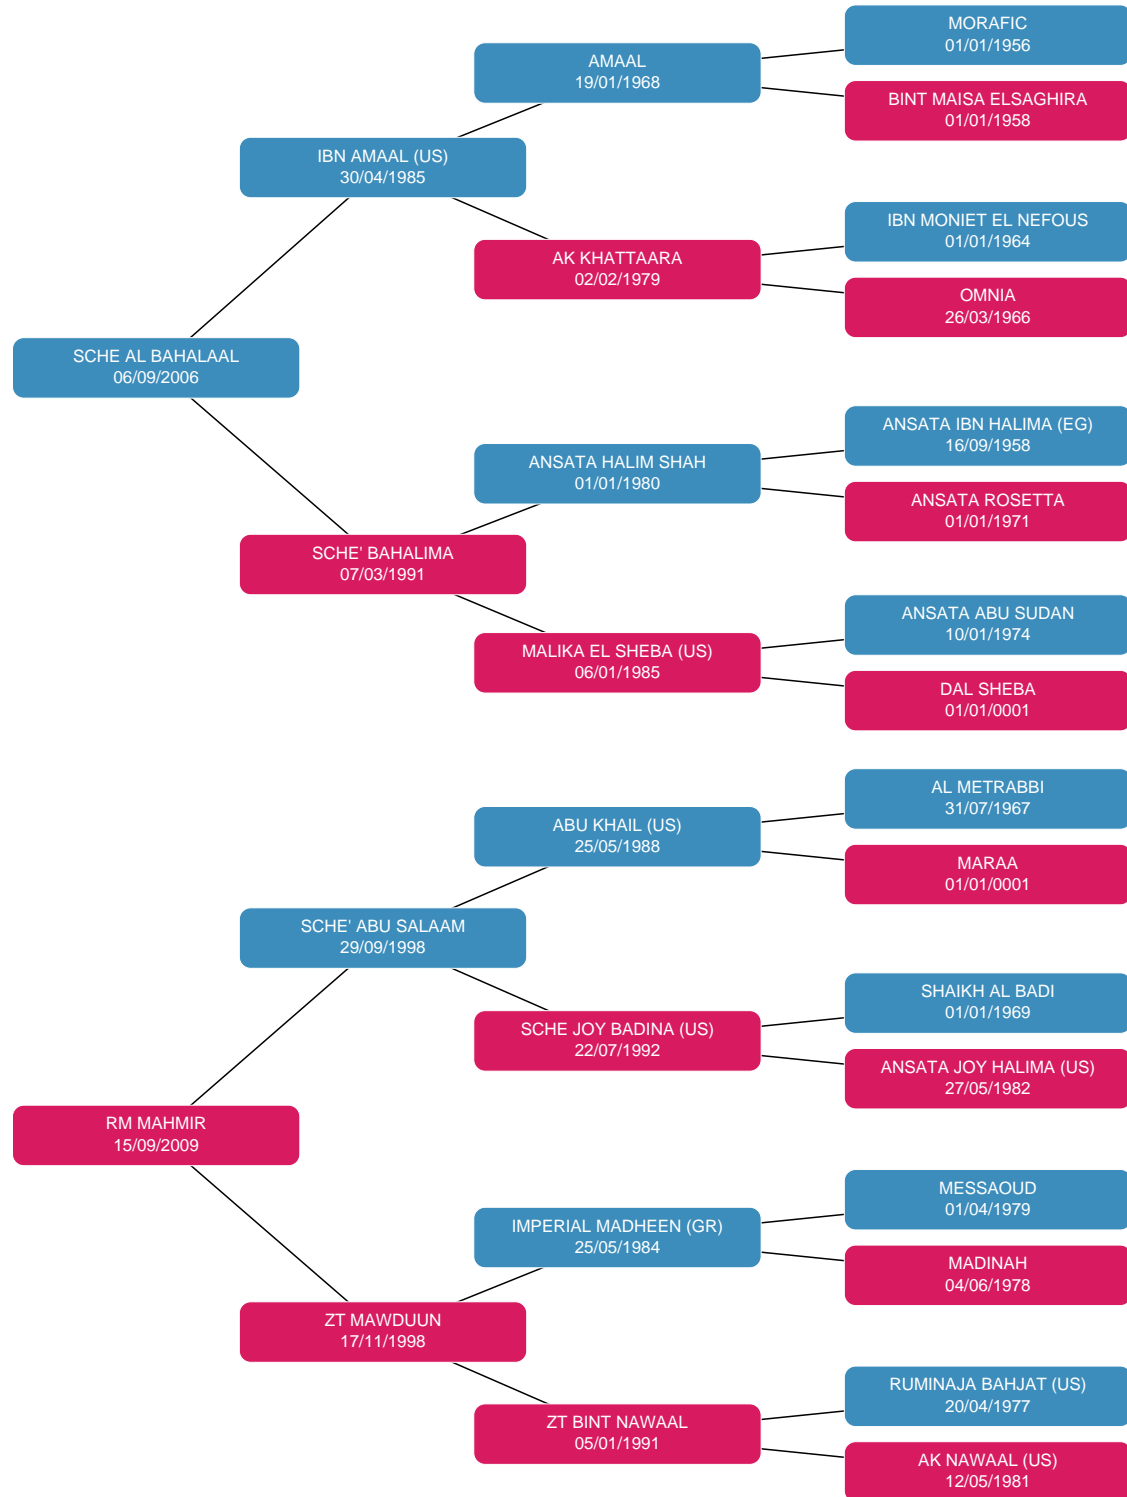 MORAFIC
01/01/1956
AMAAL
19/01/1968
BINT MAISA ELSAGHIRA
01/01/1958
IBN AMAAL (US)
30/04/1985
IBN MONIET EL NEFOUS
01/01/1964
AK KHATTAARA
02/02/1979
OMNIA
26/03/1966
SCHE AL BAHALAAL
06/09/2006
ANSATA IBN HALIMA (EG)
16/09/1958
ANSATA HALIM SHAH
01/01/1980
ANSATA ROSETTA
01/01/1971
SCHE' BAHALIMA
07/03/1991
ANSATA ABU SUDAN
10/01/1974
MALIKA EL SHEBA (US)
06/01/1985
DAL SHEBA
01/01/0001
AL METRABBI
31/07/1967
ABU KHAIL (US)
25/05/1988
MARAA
01/01/0001
SCHE' ABU SALAAM
29/09/1998
SHAIKH AL BADI
01/01/1969
SCHE JOY BADINA (US)
22/07/1992
ANSATA JOY HALIMA (US)
27/05/1982
RM MAHMIR
15/09/2009
MESSAOUD
01/04/1979
IMPERIAL MADHEEN (GR)
25/05/1984
MADINAH
04/06/1978
ZT MAWDUUN
17/11/1998
RUMINAJA BAHJAT (US)
20/04/1977
ZT BINT NAWAAL
05/01/1991
AK NAWAAL (US)
12/05/1981